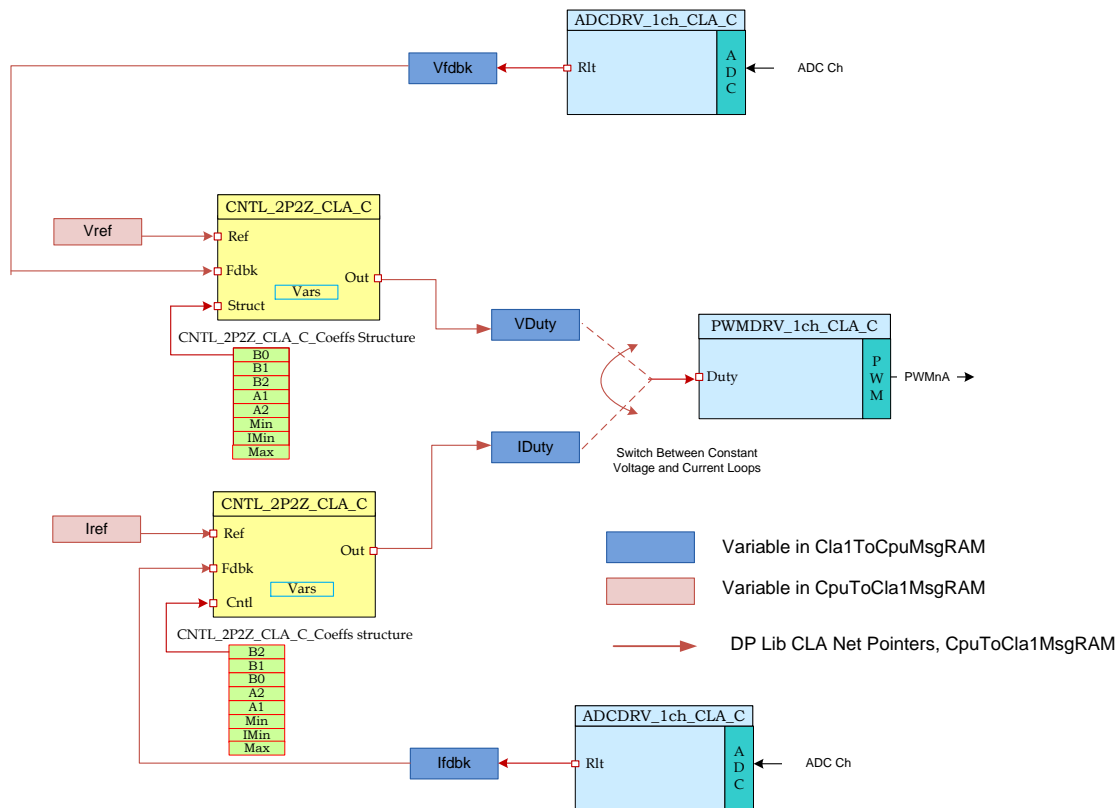 ADCDRV_1ch_CLA_C
Vfdbk
Rlt
A
D
C
ADC Ch
CNTL_2P2Z_CLA_C
Vref
Ref
Fdbk
Out
Vars
Struct
CNTL_2P2Z_CLA_C_Coeffs Structure
B0
B1
B2
A1
A2
Min
IMin
Max
VDuty
PWMDRV_1ch_CLA_C
Duty
P
W
M
PWMnA
IDuty
Switch Between Constant
Voltage and Current Loops
CNTL_2P2Z_CLA_C
Iref
Ref
Out
Fdbk
Vars
Cntl
CNTL_2P2Z_CLA_C_Coeffs structure
B2
B1
B0
A2
A1
Min
IMin
Max
Variable in Cla1ToCpuMsgRAM
Variable in CpuToCla1MsgRAM
DP Lib CLA Net Pointers, CpuToCla1MsgRAM
ADCDRV_1ch_CLA_C
Ifdbk
Rlt
A
D
C
ADC Ch